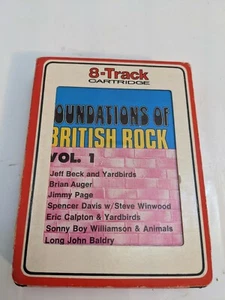 8-Track
CARTRIDGE
OUNDATIONS OF
BRITISH ROCK
VOL. 1
Jeff Beck and Yardbirds
Brian Auger
Jimmy Page
Spencer Davis w/Steve Winwood
Eric Calpton & Yardbirds
Sonny Boy Williamson & Animals
Long John Baldry